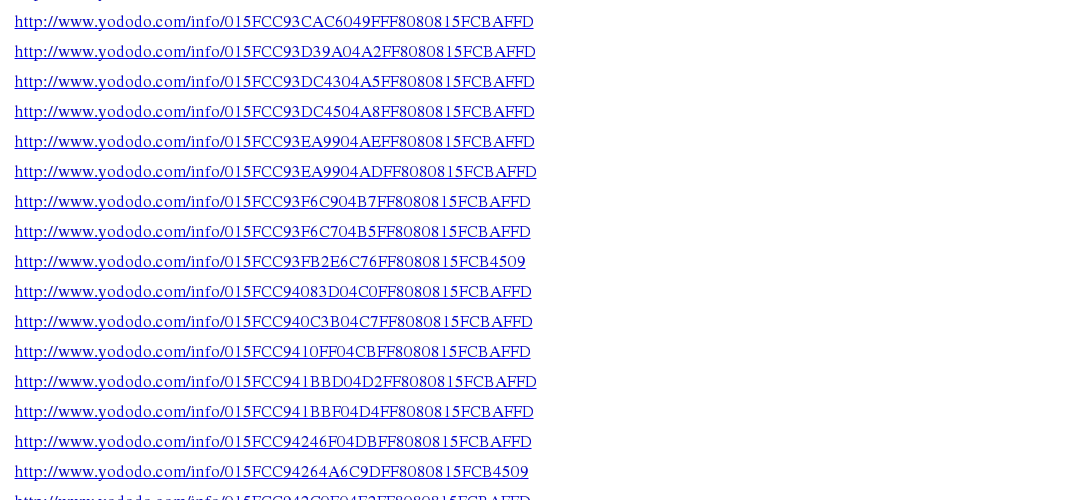 http://www.yododo.com/info/015FCC93CAC6049FFF8080815FCBAFFD
http://www.yododo.com/info/015FCC93D39A04A2FF8080815FCBAFFD
http://www.yododo.com/info/015FCC93DC4304A5FF8080815FCBAFFD
http://www.yododo.com/info/015FCC93DC4504A8FF8080815FCBAFFD
http://www.yododo.com/info/015FCC93EA9904AEFF8080815FCBAFFD
http://www.yododo.com/info/015FCC93EA9904ADFF8080815FCBAFFD
http://www.yododo.com/info/015FCC93F6C904B7FF8080815FCBAFFD
http://www.yododo.com/info/015FCC93F6C704B5FF8080815FCBAFFD
http://www.yododo.com/info/015FCC93FB2E6C76FF8080815FCB4509
http://www.yododo.com/info/015FCC94083D04C0FF8080815FCBAFFD
http://www.yododo.com/info/015FCC940C3B04C7FF8080815FCBAFFD
http://www.yododo.com/info/015FCC9410FF04CBFF8080815FCBAFFD
http://www.yododo.com/info/015FCC941BBD04D2FF8080815FCBAFFD
http://www.yododo.com/info/015FCC941BBF04D4FF8080815FCBAFFD
http://www.yododo.com/info/015FCC94246F04DBFF8080815FCBAFFD
http://www.yododo.com/info/015FCC94264A6C9DFF8080815FCB4509